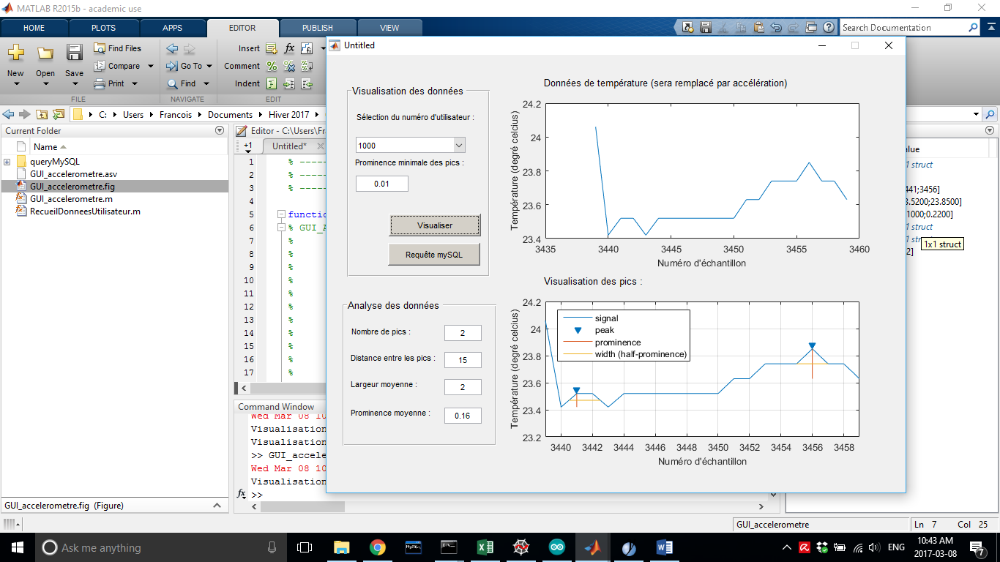 MATLAB R2015b - academic use
HOME PLOTS APPS EDITOR PUBLISH VIEW
Search Documentation
New Open Save
Find Files
Compare
Print
Go To
Find
Insert
Comment
Indent
FILE NAVIGATE EDIT
C: Users Francois Documents Hiver 2017
Current Folder
Name
queryMySQL
GUI_accelerometre.asv
GUI_accelerometre.fig
GUI_accelerometre.m
RecueilDonneesUtilisateur.m
GUI_accelerometre.fig (Figure)
Editor - C:\Users\Fr
+1
Untitled*
1 % -----
2 % -----
3 % -----
4
5 functio
6 % GUI_A
7 %
8 %
9 %
10 %
11 %
12 %
13 %
14 %
15 %
16 %
17 %
Command Window
Wed Mar 08 10
Visualisation
Visualisation
>> GUI_accele
Wed Mar 08 10
Visualisation
fx >>
Untitled
Visualisation des données
Sélection du numéro d'utilisateur :
1000
Prominence minimale des pics :
0.01
Visualiser
Requête mySQL
Analyse des données
Nombre de pics : 2
Distance entre les pics : 15
Largeur moyenne : 2
Prominence moyenne : 0.16
Données de température (sera remplacé par accélération)
Température (degré celcius)
24.2
24
23.8
23.6
23.4
3435 3440 3445 3450 3455 3460
Numéro d'échantillon
Visualisation des pics :
Température (degré celcius)
24.2
24
23.8
23.6
23.4
23.2
signal
peak
prominence
width (half-prominence)
3440 3442 3444 3446 3448 3450 3452 3454 3456 3458
Numéro d'échantillon
alue
1 struct
441;3456]
3.5200;23.8500]
1000;0.2200]
1 struct
1 struct
2]
1x1 struct
GUI_accelerometre
Ln 7 Col 25
Ask me anything
MySQL
ENG
10:43 AM
2017-03-08
7